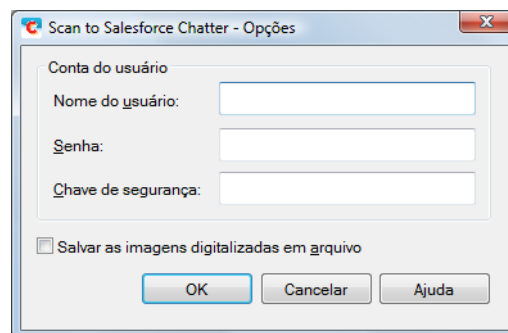 Scan to Salesforce Chatter - Opções
Conta do usuário
Nome do usuário:
Senha:
Chave de segurança:
Salvar as imagens digitalizadas em arquivo
OK Cancelar Ajuda